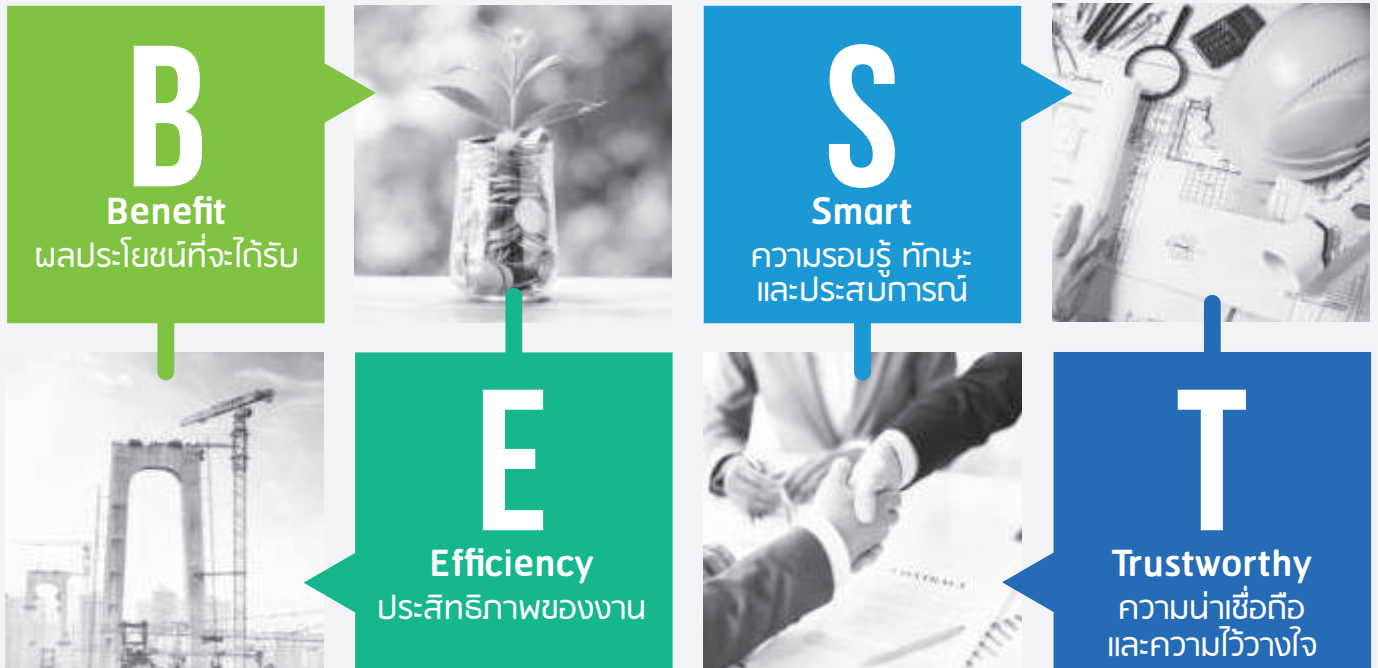 B
Benefit
ผลประโยชน์ที่จะได้รับ
E
Efficiency
ประสิทธิภาพของงาน
S
Smart
ความรอบรู้ ทักษะ
และประสบการณ์
T
Trustworthy
ความน่าเชื่อถือ
และความไว้วางใจ
CONTRACT